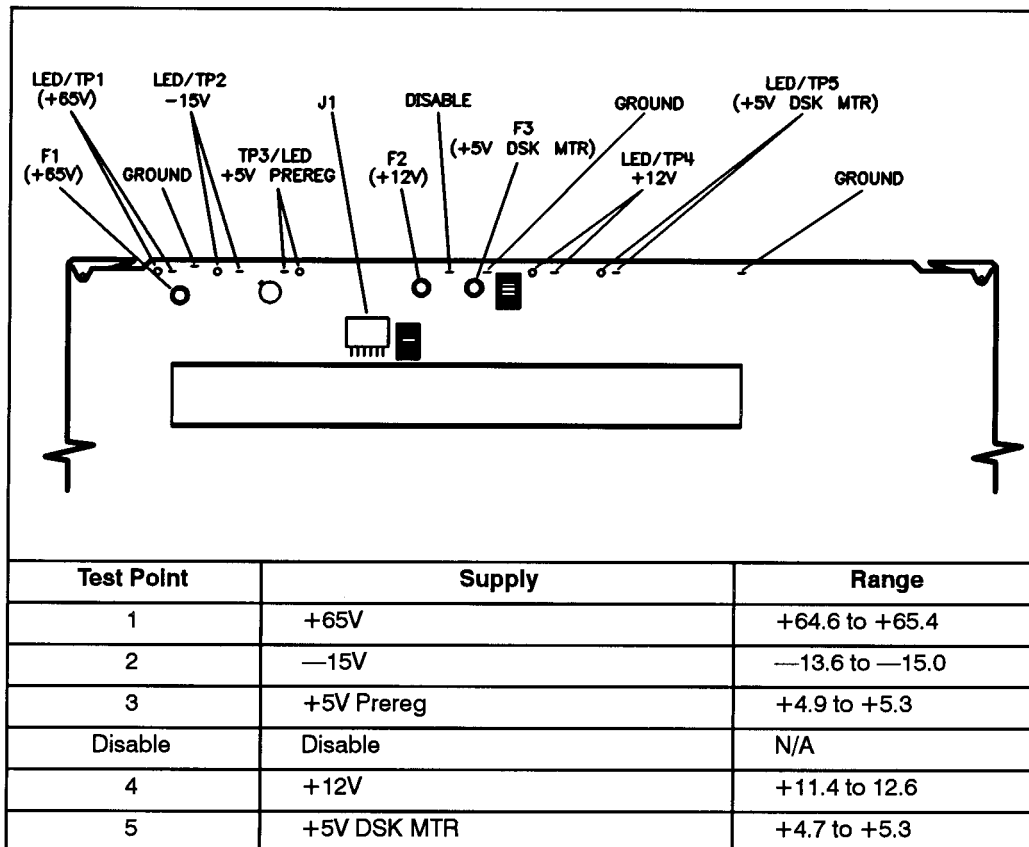 LED/TP1
(+65V)
LED/TP2
-15V
J1
DISABLE
GROUND
LED/TP5
(+5V DSK MTR)
F1
(+65V)
GROUND
TP3/LED
+5V PREREG
F2
(+12V)
F3
(+5V DSK MTR)
LED/TP4
+12V
GROUND
Test Point Supply Range
1 +65V +64.6 to +65.4
2 —15V —13.6 to —15.0
3 +5V Prereg +4.9 to +5.3
Disable Disable N/A
4 +12V +11.4 to 12.6
5 +5V DSK MTR +4.7 to +5.3